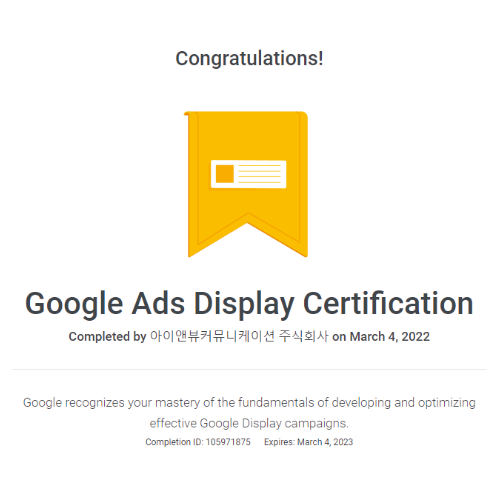 Congratulations!
Google Ads Display Certification
Completed by 아이앤뷰커뮤니케이션 주식회사 on March 4, 2022
Google recognizes your mastery of the fundamentals of developing and optimizing
effective Google Display campaigns.
Completion ID: 105971875 Expires: March 4, 2023